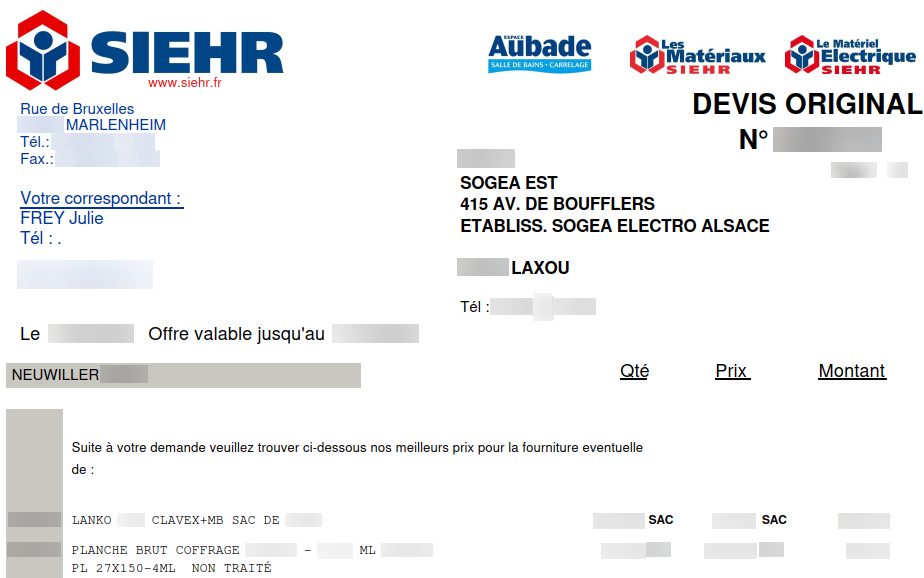 SIEHR
www.siehr.fr
ESPACE
Aubade
SALLE DE BAINS • CARRELAGE
Les
Matériaux
SIEHR
Le Matériel
Electrique
SIEHR
DEVIS ORIGINAL
N°
Rue de Bruxelles
MARLENHEIM
Tél.:
Fax.:
Votre correspondant :
FREY Julie
Tél : .
SOGEA EST
415 AV. DE BOUFFLERS
ETABLISS. SOGEA ELECTRO ALSACE
LAXOU
Tél :
Le Offre valable jusqu'au
NEUWILLER
Qté Prix Montant
Suite à votre demande veuillez trouver ci-dessous nos meilleurs prix pour la fourniture eventuelle
de :
LANKO CLAVEX+MB SAC DE SAC SAC
PLANCHE BRUT COFFRAGE - ML
PL 27X150-4ML NON TRAITÉ